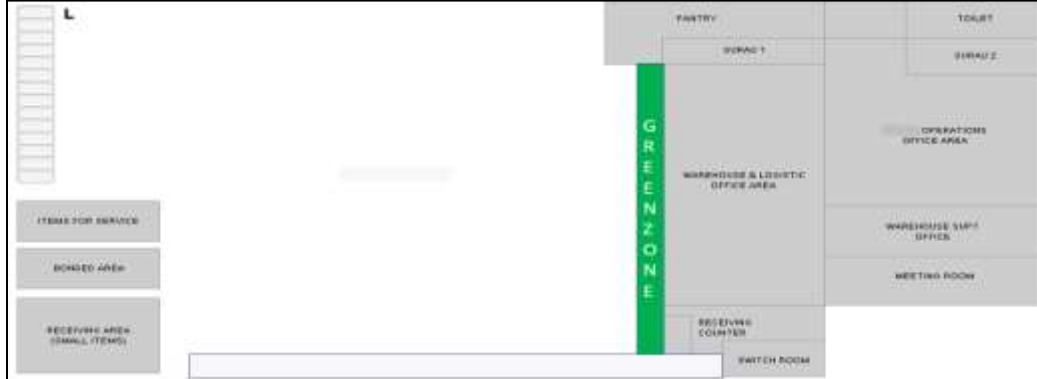 L
PANTRY
TOILET
SURAU 1
SURAU 2
GREENZONE
OPERATIONS
OFFICE AREA
WAREHOUSE & LOGISTIC
OFFICE AREA
ITEMS FOR SERVICE
WAREHOUSE SUPT
OFFICE
BONDED AREA
MEETING ROOM
RECEIVING AREA
(SMALL ITEMS)
RECEIVING
COUNTER
SWITCH ROOM